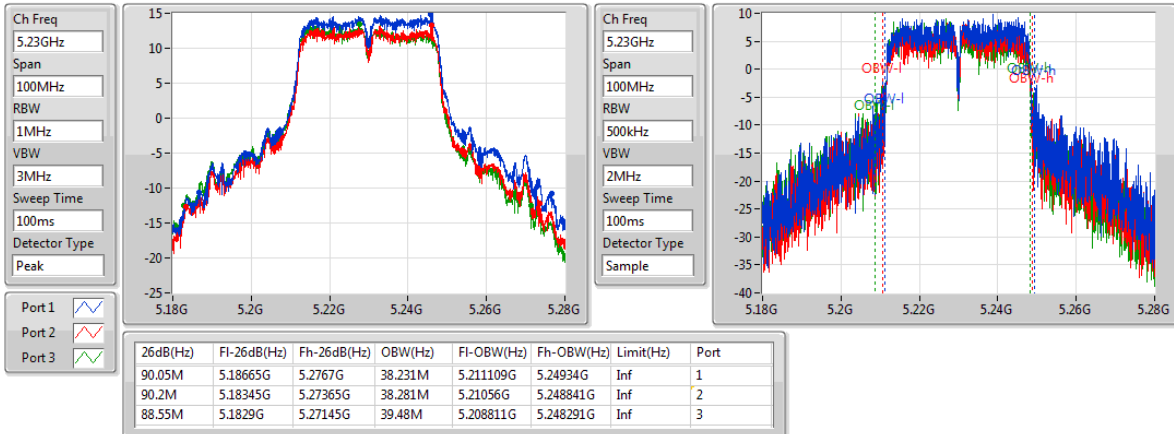 Ch Freq
5.23GHz
Span
100MHz
RBW
1MHz
VBW
3MHz
Sweep Time
100ms
Detector Type
Peak
Port 1
Port 2
Port 3
15
10
5
0
-5
-10
-15
-20
-25
5.18G 5.2G 5.22G 5.24G 5.26G 5.28G
Ch Freq
5.23GHz
Span
100MHz
RBW
500kHz
VBW
2MHz
Sweep Time
100ms
Detector Type
Sample
10
5
0
-5
-10
-15
-20
-25
-30
-35
-40
OBW-l
OBW-l
OBW-l
OBW-h
OBW-h
OBW-h
5.18G 5.2G 5.22G 5.24G 5.26G 5.28G
26dB(Hz) Fl-26dB(Hz) Fh-26dB(Hz) OBW(Hz) Fl-OBW(Hz) Fh-OBW(Hz) Limit(Hz) Port
90.05M 5.18665G 5.2767G 38.231M 5.211109G 5.24934G Inf 1
90.2M 5.18345G 5.27365G 38.281M 5.21056G 5.248841G Inf 2
88.55M 5.1829G 5.27145G 39.48M 5.208811G 5.248291G Inf 3